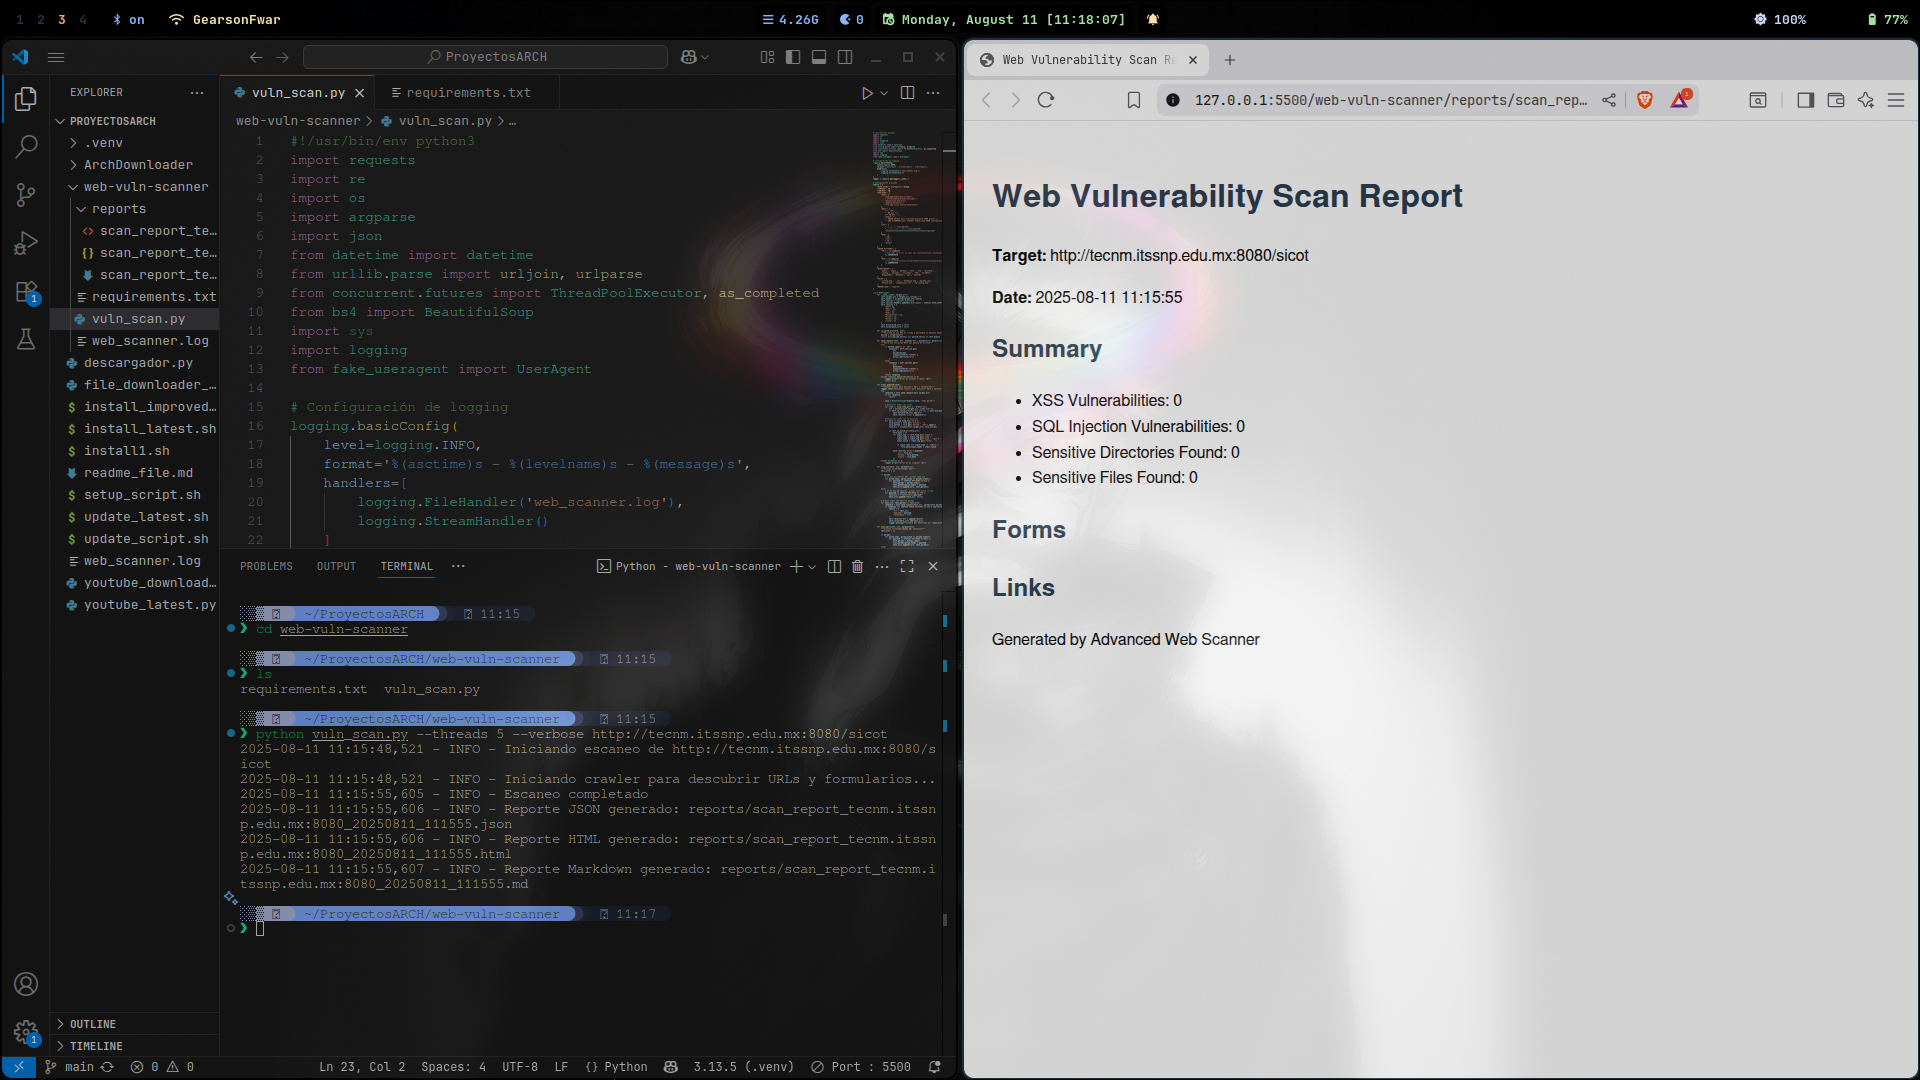 1 2 3 4 on GearsonFwar 4.26G 0 Monday, August 11 [11:18:07] 100% 77%
ProyectosARCH
EXPLORER
PROYECTOSARCH
.venv
ArchDownloader
web-vuln-scanner
reports
scan_report_te...
scan_report_te...
scan_report_te...
requirements.txt
vuln_scan.py
web_scanner.log
descargador.py
file_downloader_...
install_improved...
install_latest.sh
install1.sh
readme_file.md
setup_script.sh
update_latest.sh
update_script.sh
web_scanner.log
youtube_download...
youtube_latest.py
OUTLINE
TIMELINE
1
1
vuln_scan.py requirements.txt
web-vuln-scanner > vuln_scan.py > ...
1 #!/usr/bin/env python3
2 import requests
3 import re
4 import os
5 import argparse
6 import json
7 from datetime import datetime
8 from urllib.parse import urljoin, urlparse
9 from concurrent.futures import ThreadPoolExecutor, as_completed
10 from bs4 import BeautifulSoup
11 import sys
12 import logging
13 from fake_useragent import UserAgent
14
15 # Configuración de logging
16 logging.basicConfig(
17 level=logging.INFO,
18 format='%(asctime)s - %(levelname)s - %(message)s',
19 handlers=[
20 logging.FileHandler('web_scanner.log'),
21 logging.StreamHandler()
22 ]
PROBLEMS OUTPUT TERMINAL Python - web-vuln-scanner
~/ProyectosARCH 11:15
❯ cd web-vuln-scanner
~/ProyectosARCH/web-vuln-scanner 11:15
❯ ls
requirements.txt vuln_scan.py
~/ProyectosARCH/web-vuln-scanner 11:15
❯ python vuln_scan.py --threads 5 --verbose http://tecnm.itssnp.edu.mx:8080/sicot
2025-08-11 11:15:48,521 - INFO - Iniciando escaneo de http://tecnm.itssnp.edu.mx:8080/s
icot
2025-08-11 11:15:48,521 - INFO - Iniciando crawler para descubrir URLs y formularios...
2025-08-11 11:15:55,605 - INFO - Escaneo completado
2025-08-11 11:15:55,606 - INFO - Reporte JSON generado: reports/scan_report_tecnm.itssn
p.edu.mx:8080_20250811_111555.json
2025-08-11 11:15:55,606 - INFO - Reporte HTML generado: reports/scan_report_tecnm.itssn
p.edu.mx:8080_20250811_111555.html
2025-08-11 11:15:55,607 - INFO - Reporte Markdown generado: reports/scan_report_tecnm.i
tssnp.edu.mx:8080_20250811_111555.md
~/ProyectosARCH/web-vuln-scanner 11:17
❯
main 0 0 Ln 23, Col 2 Spaces: 4 UTF-8 LF {} Python 3.13.5 (.venv) Port : 5500
Web Vulnerability Scan Re
127.0.0.1:5500/web-vuln-scanner/reports/scan_rep... 1
Web Vulnerability Scan Report
Target: http://tecnm.itssnp.edu.mx:8080/sicot
Date: 2025-08-11 11:15:55
Summary
• XSS Vulnerabilities: 0
• SQL Injection Vulnerabilities: 0
• Sensitive Directories Found: 0
• Sensitive Files Found: 0
Forms
Links
Generated by Advanced Web Scanner